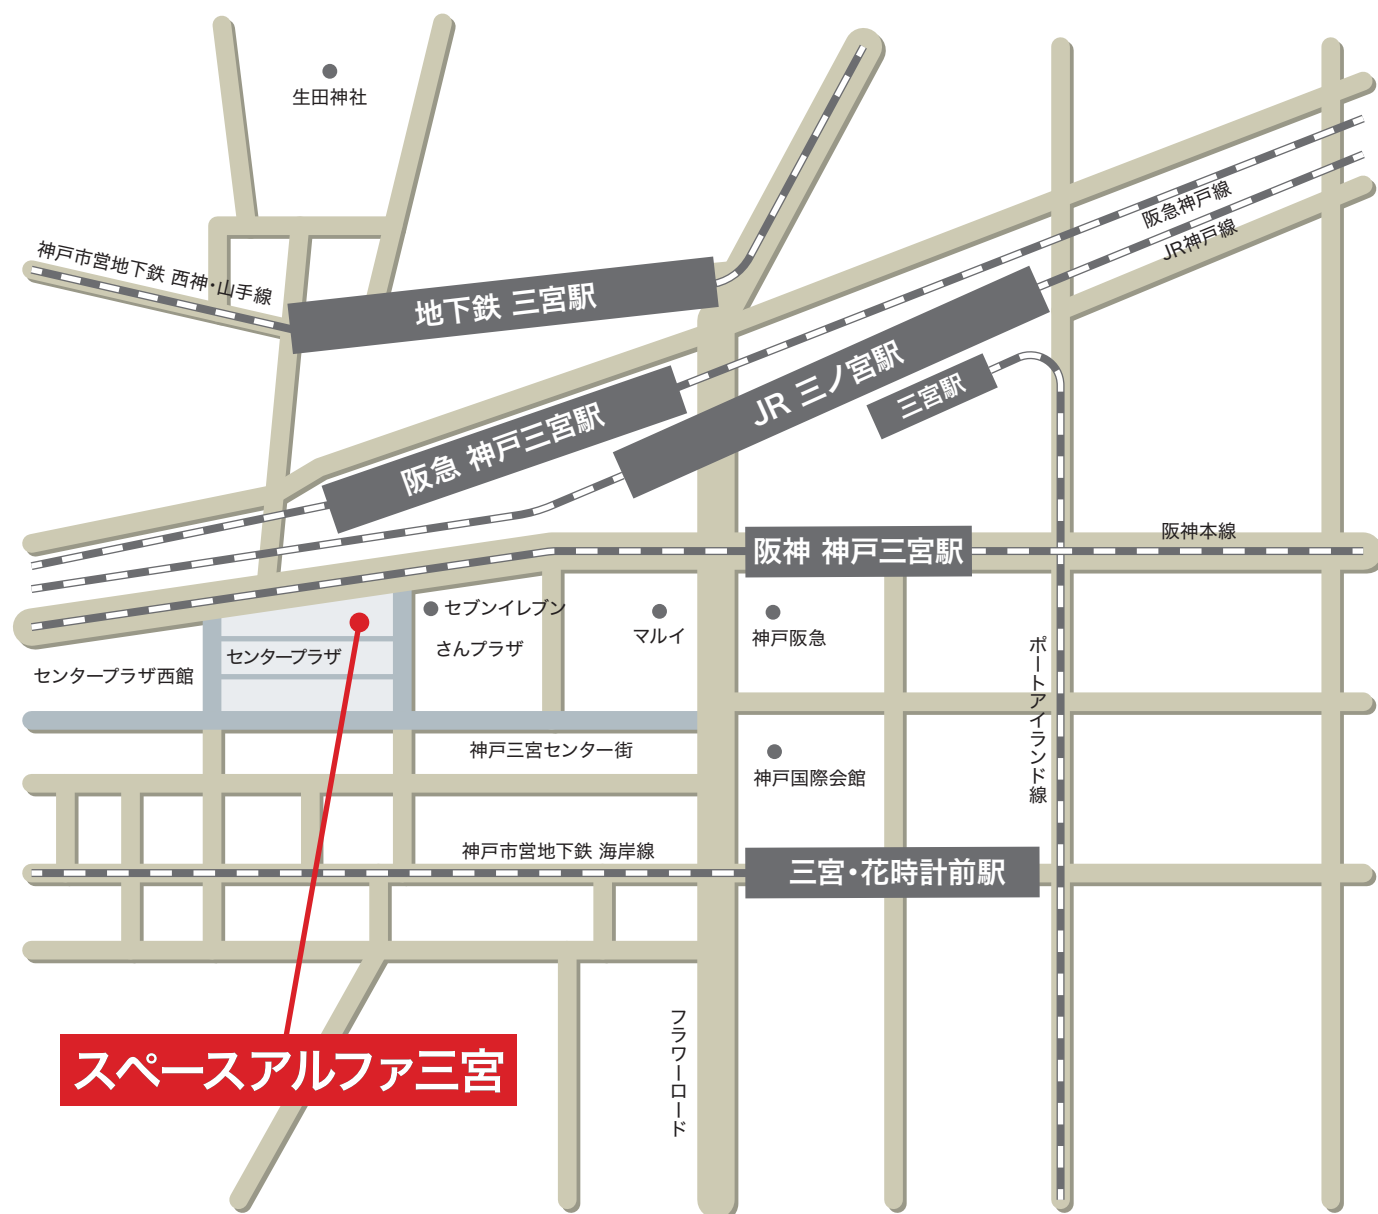 生田神社
神戸市営地下鉄 西神・山手線
地下鉄 三宮駅
阪急神戸線
JR神戸線
JR 三ノ宮駅
三宮駅
阪急 神戸三宮駅
阪神 神戸三宮駅
阪神本線
セブンイレブン
さんプラザ
マルイ
神戸阪急
センタープラザ
センタープラザ西館
ポートアイランド線
神戸三宮センター街
神戸国際会館
神戸市営地下鉄 海岸線
三宮・花時計前駅
フラワーロード
スペースアルファ三宮